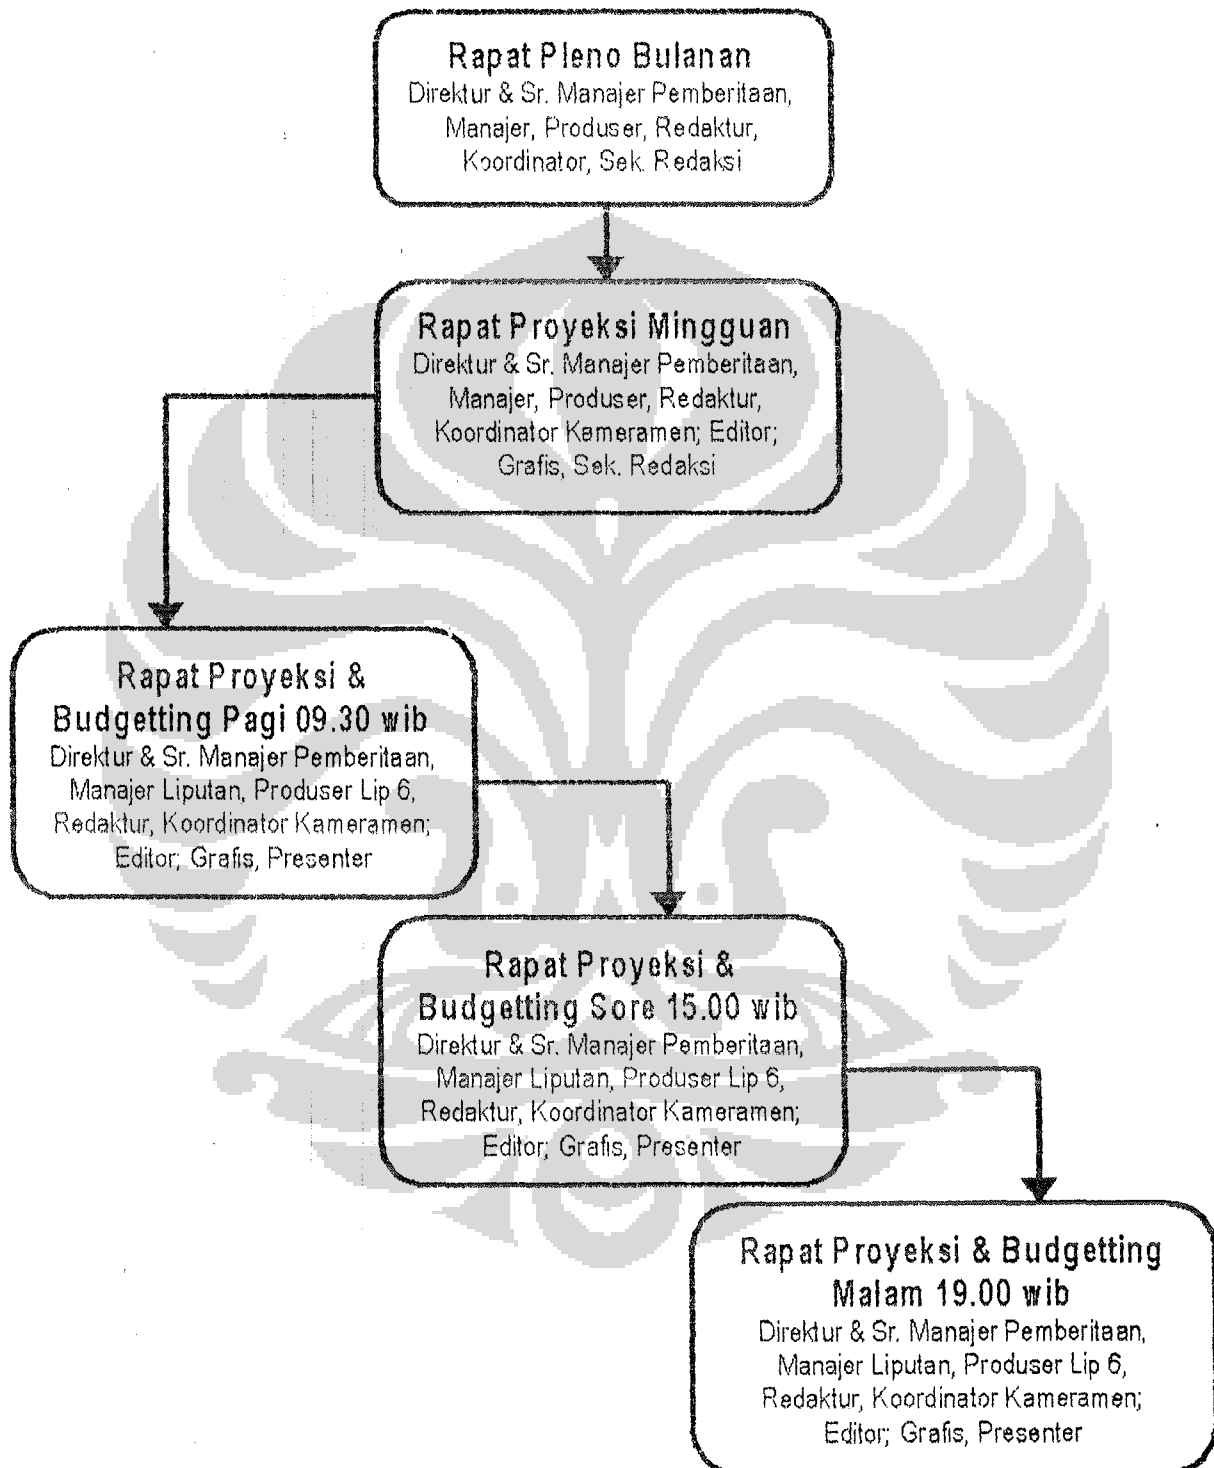 Rapat Pleno Bulanan
Direktur & Sr. Manajer Pemberitaan,
Manajer, Produser, Redaktur,
Koordinator, Sek. Redaksi
Rapat Proyeksi Mingguan
Direktur & Sr. Manajer Pemberitaan,
Manajer, Produser, Redaktur,
Koordinator Kameramen; Editor;
Grafis, Sek. Redaksi
Rapat Proyeksi &
Budgetting Pagi 09.30 wib
Direktur & Sr. Manajer Pemberitaan,
Manajer Liputan, Produser Lip 6,
Redaktur, Koordinator Kameramen;
Editor; Grafis, Presenter
Rapat Proyeksi &
Budgetting Sore 15.00 wib
Direktur & Sr. Manajer Pemberitaan,
Manajer Liputan, Produser Lip 6,
Redaktur, Koordinator Kameramen;
Editor; Grafis, Presenter
Rapat Proyeksi & Budgetting
Malam 19.00 wib
Direktur & Sr. Manajer Pemberitaan,
Manajer Liputan, Produser Lip 6,
Redaktur, Koordinator Kameramen;
Editor; Grafis, Presenter